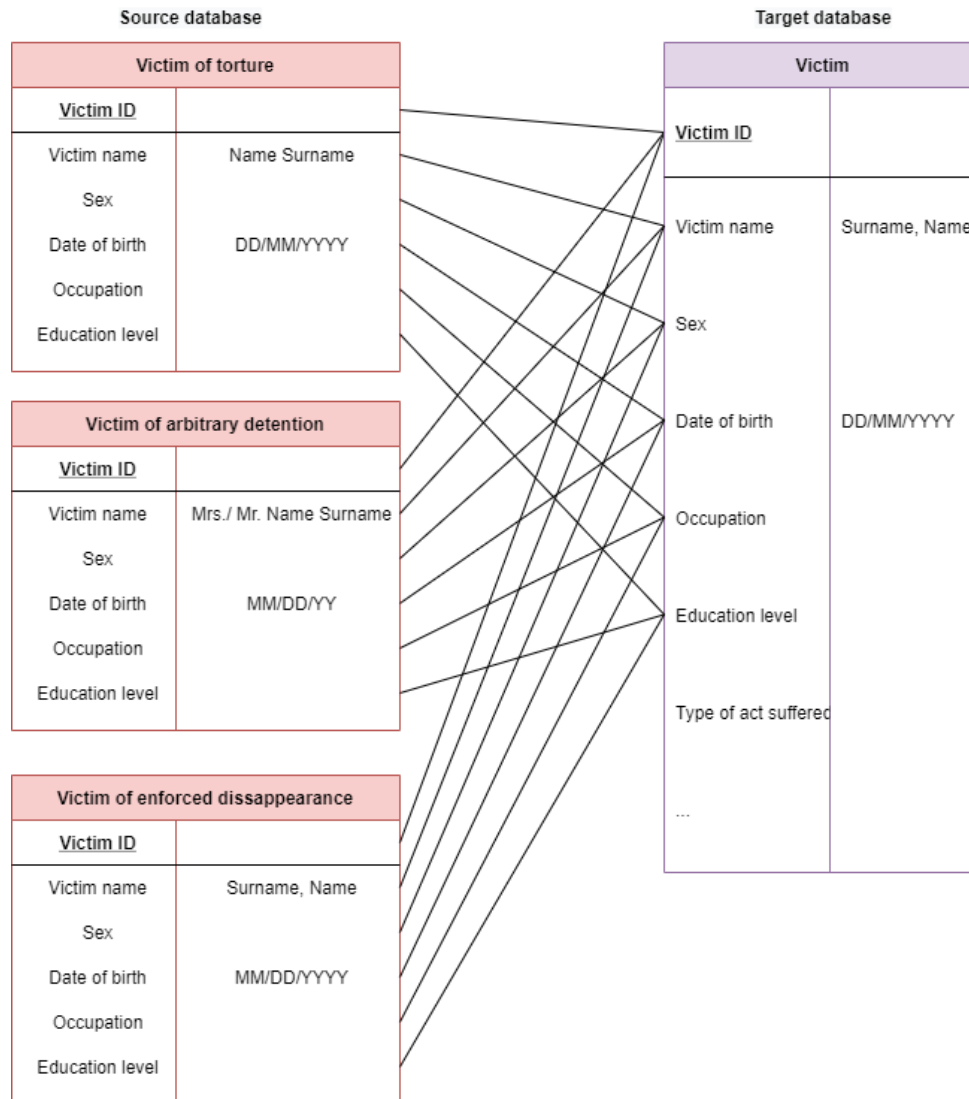 Source database
Target database
Victim of torture
Victim ID
Victim name Name Surname
Sex
Date of birth DD/MM/YYYY
Occupation
Education level
Victim of arbitrary detention
Victim ID
Victim name Mrs./ Mr. Name Surname
Sex
Date of birth MM/DD/YY
Occupation
Education level
Victim of enforced dissappearance
Victim ID
Victim name Surname, Name
Sex
Date of birth MM/DD/YYYY
Occupation
Education level
Victim
Victim ID
Victim name Surname, Name
Sex
Date of birth DD/MM/YYYY
Occupation
Education level
Type of act suffered
...